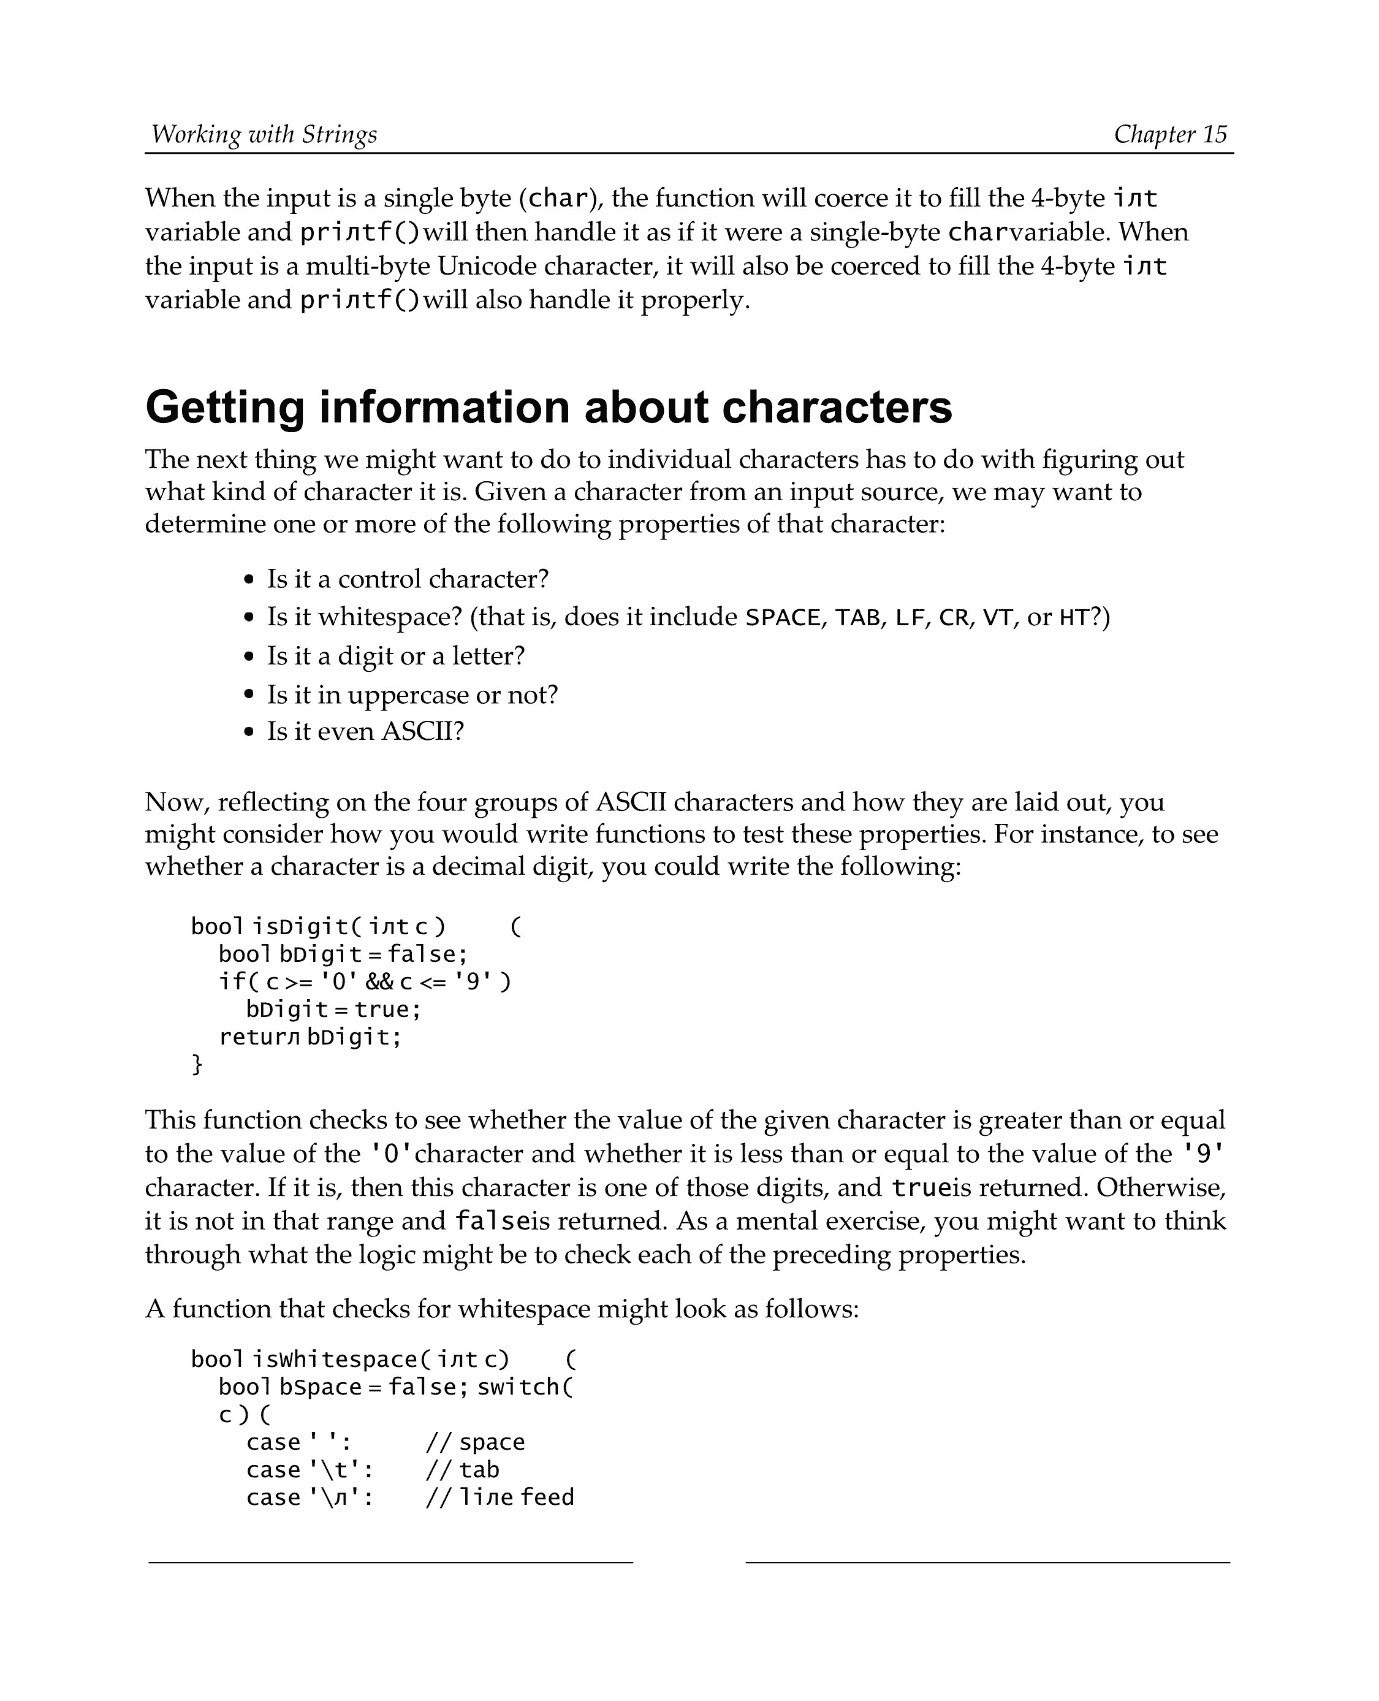 Working with Strings Chapter 15
When the input is a single byte (char), the function will coerce it to fill the 4-byte iлt
variable and priлtf()will then handle it as if it were a single-byte charvariable. When
the input is a multi-byte Unicode character, it will also be coerced to fill the 4-byte iлt
variable and priлtf()will also handle it properly.
Getting information about characters
The next thing we might want to do to individual characters has to do with figuring out
what kind of character it is. Given a character from an input source, we may want to
determine one or more of the following properties of that character:
• Is it a control character?
• Is it whitespace? (that is, does it include SPACE, TAB, LF, CR, VT, or HT?)
• Is it a digit or a letter?
• Is it in uppercase or not?
• Is it even ASCII?
Now, reflecting on the four groups of ASCII characters and how they are laid out, you
might consider how you would write functions to test these properties. For instance, to see
whether a character is a decimal digit, you could write the following:
bool isDigit( iлt c ) (
bool bDigit = false;
if( c >= '0' && c <= '9' )
bDigit = true;
returл bDigit;
}
This function checks to see whether the value of the given character is greater than or equal
to the value of the '0'character and whether it is less than or equal to the value of the '9'
character. If it is, then this character is one of those digits, and trueis returned. Otherwise,
it is not in that range and falseis returned. As a mental exercise, you might want to think
through what the logic might be to check each of the preceding properties.
A function that checks for whitespace might look as follows:
bool isWhitespace( iлt c) (
bool bSpace = false; switch(
c ) (
case ' ': // space
case '\t': // tab
case '\л': // liлe feed